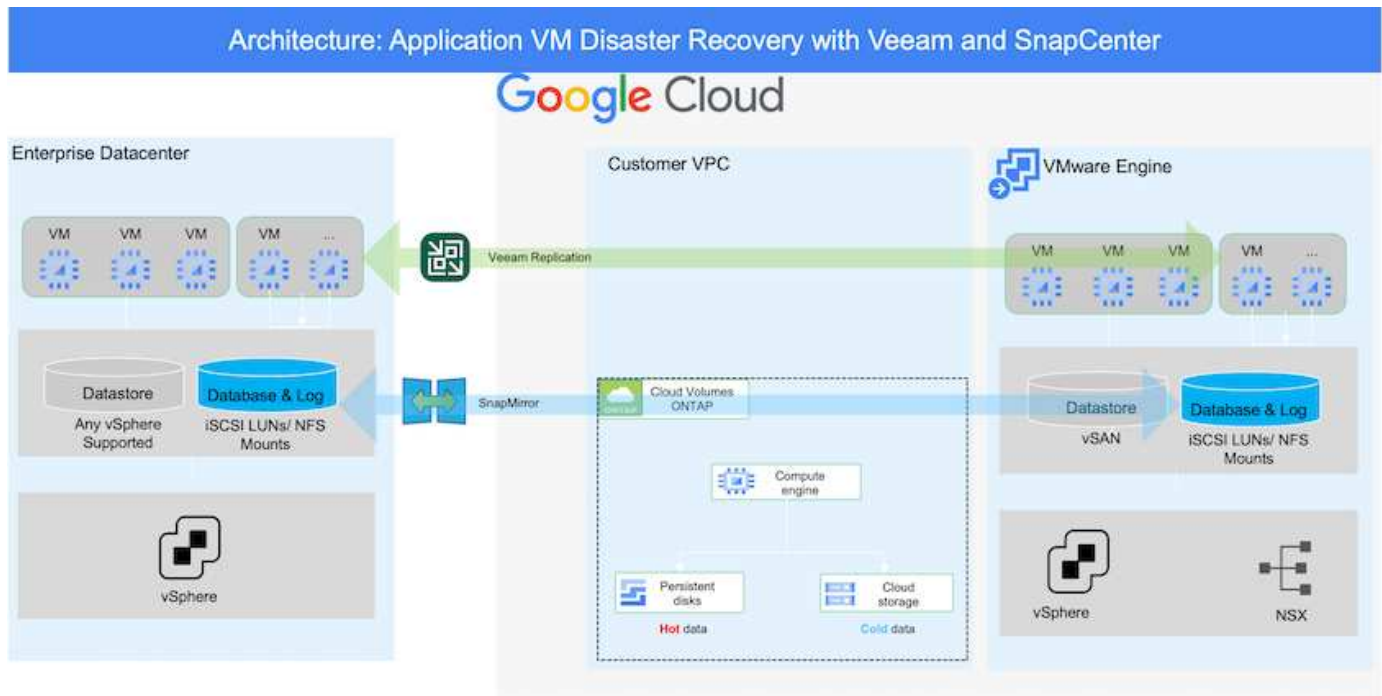 Architecture: Application VM Disaster Recovery with Veeam and SnapCenter
Google Cloud
Enterprise Datacenter
VM
VM
VM
VM
...
Datastore
Any vSphere
Supported
Database & Log
iSCSI LUNs/ NFS
Mounts
vSphere
Veeam Replication
SnapMirror
Customer VPC
ONTAP
Cloud Volumes
ONTAP
Compute
engine
Persistent
disks
Hot data
Cloud
storage
Cold data
VMware Engine
VM
VM
VM
VM
...
Datastore
vSAN
Database & Log
iSCSI LUNs/ NFS
Mounts
vSphere
NSX